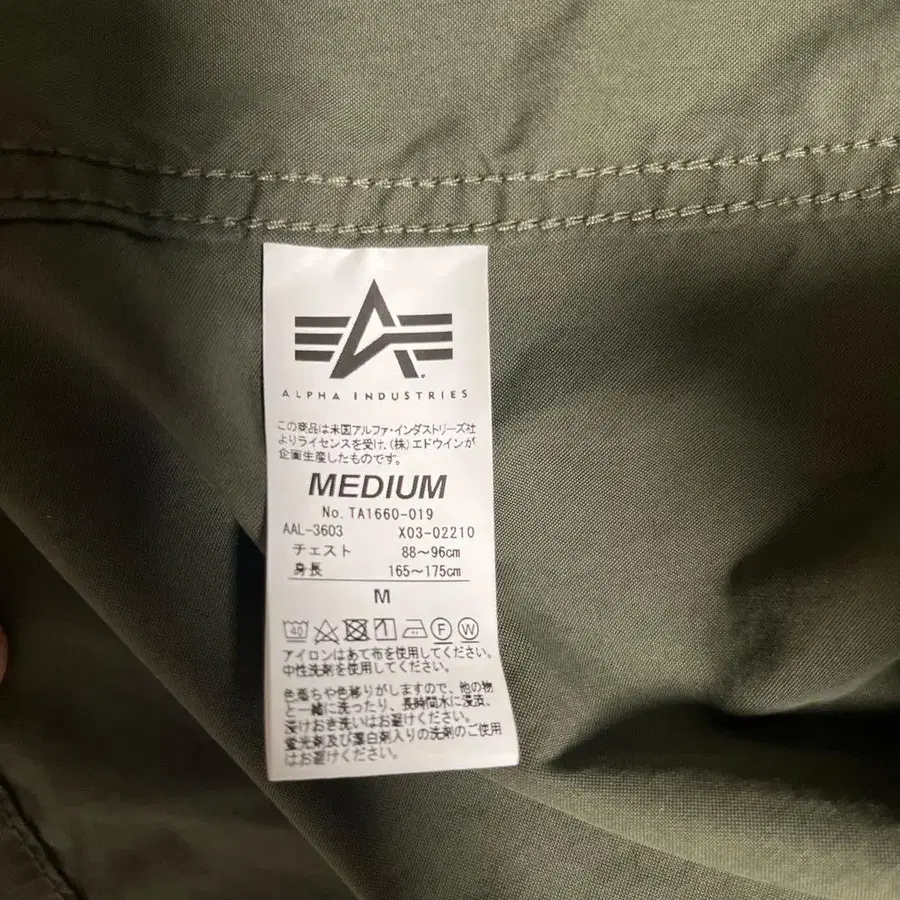 ALPHA INDUSTRIES
この商品は米国アルファ・インダストリーズ社
よりライセンスを受け、(株)エドウインが
企画生産したものです。
MEDIUM
No. TA1660-019
AAL-3603 X03-02210
チェスト 88～96cm
身長 165～175cm
M
40 F W
アイロンはあて布を使用してください。
中性洗剤を使用してください。
色落ちや色移りがしますので、他の物
と一緒に洗ったり、長時間水に浸漬、
浸けおき洗いはお避けください。
蛍光剤及び漂白剤入りの洗剤のご使用
はお避けください。